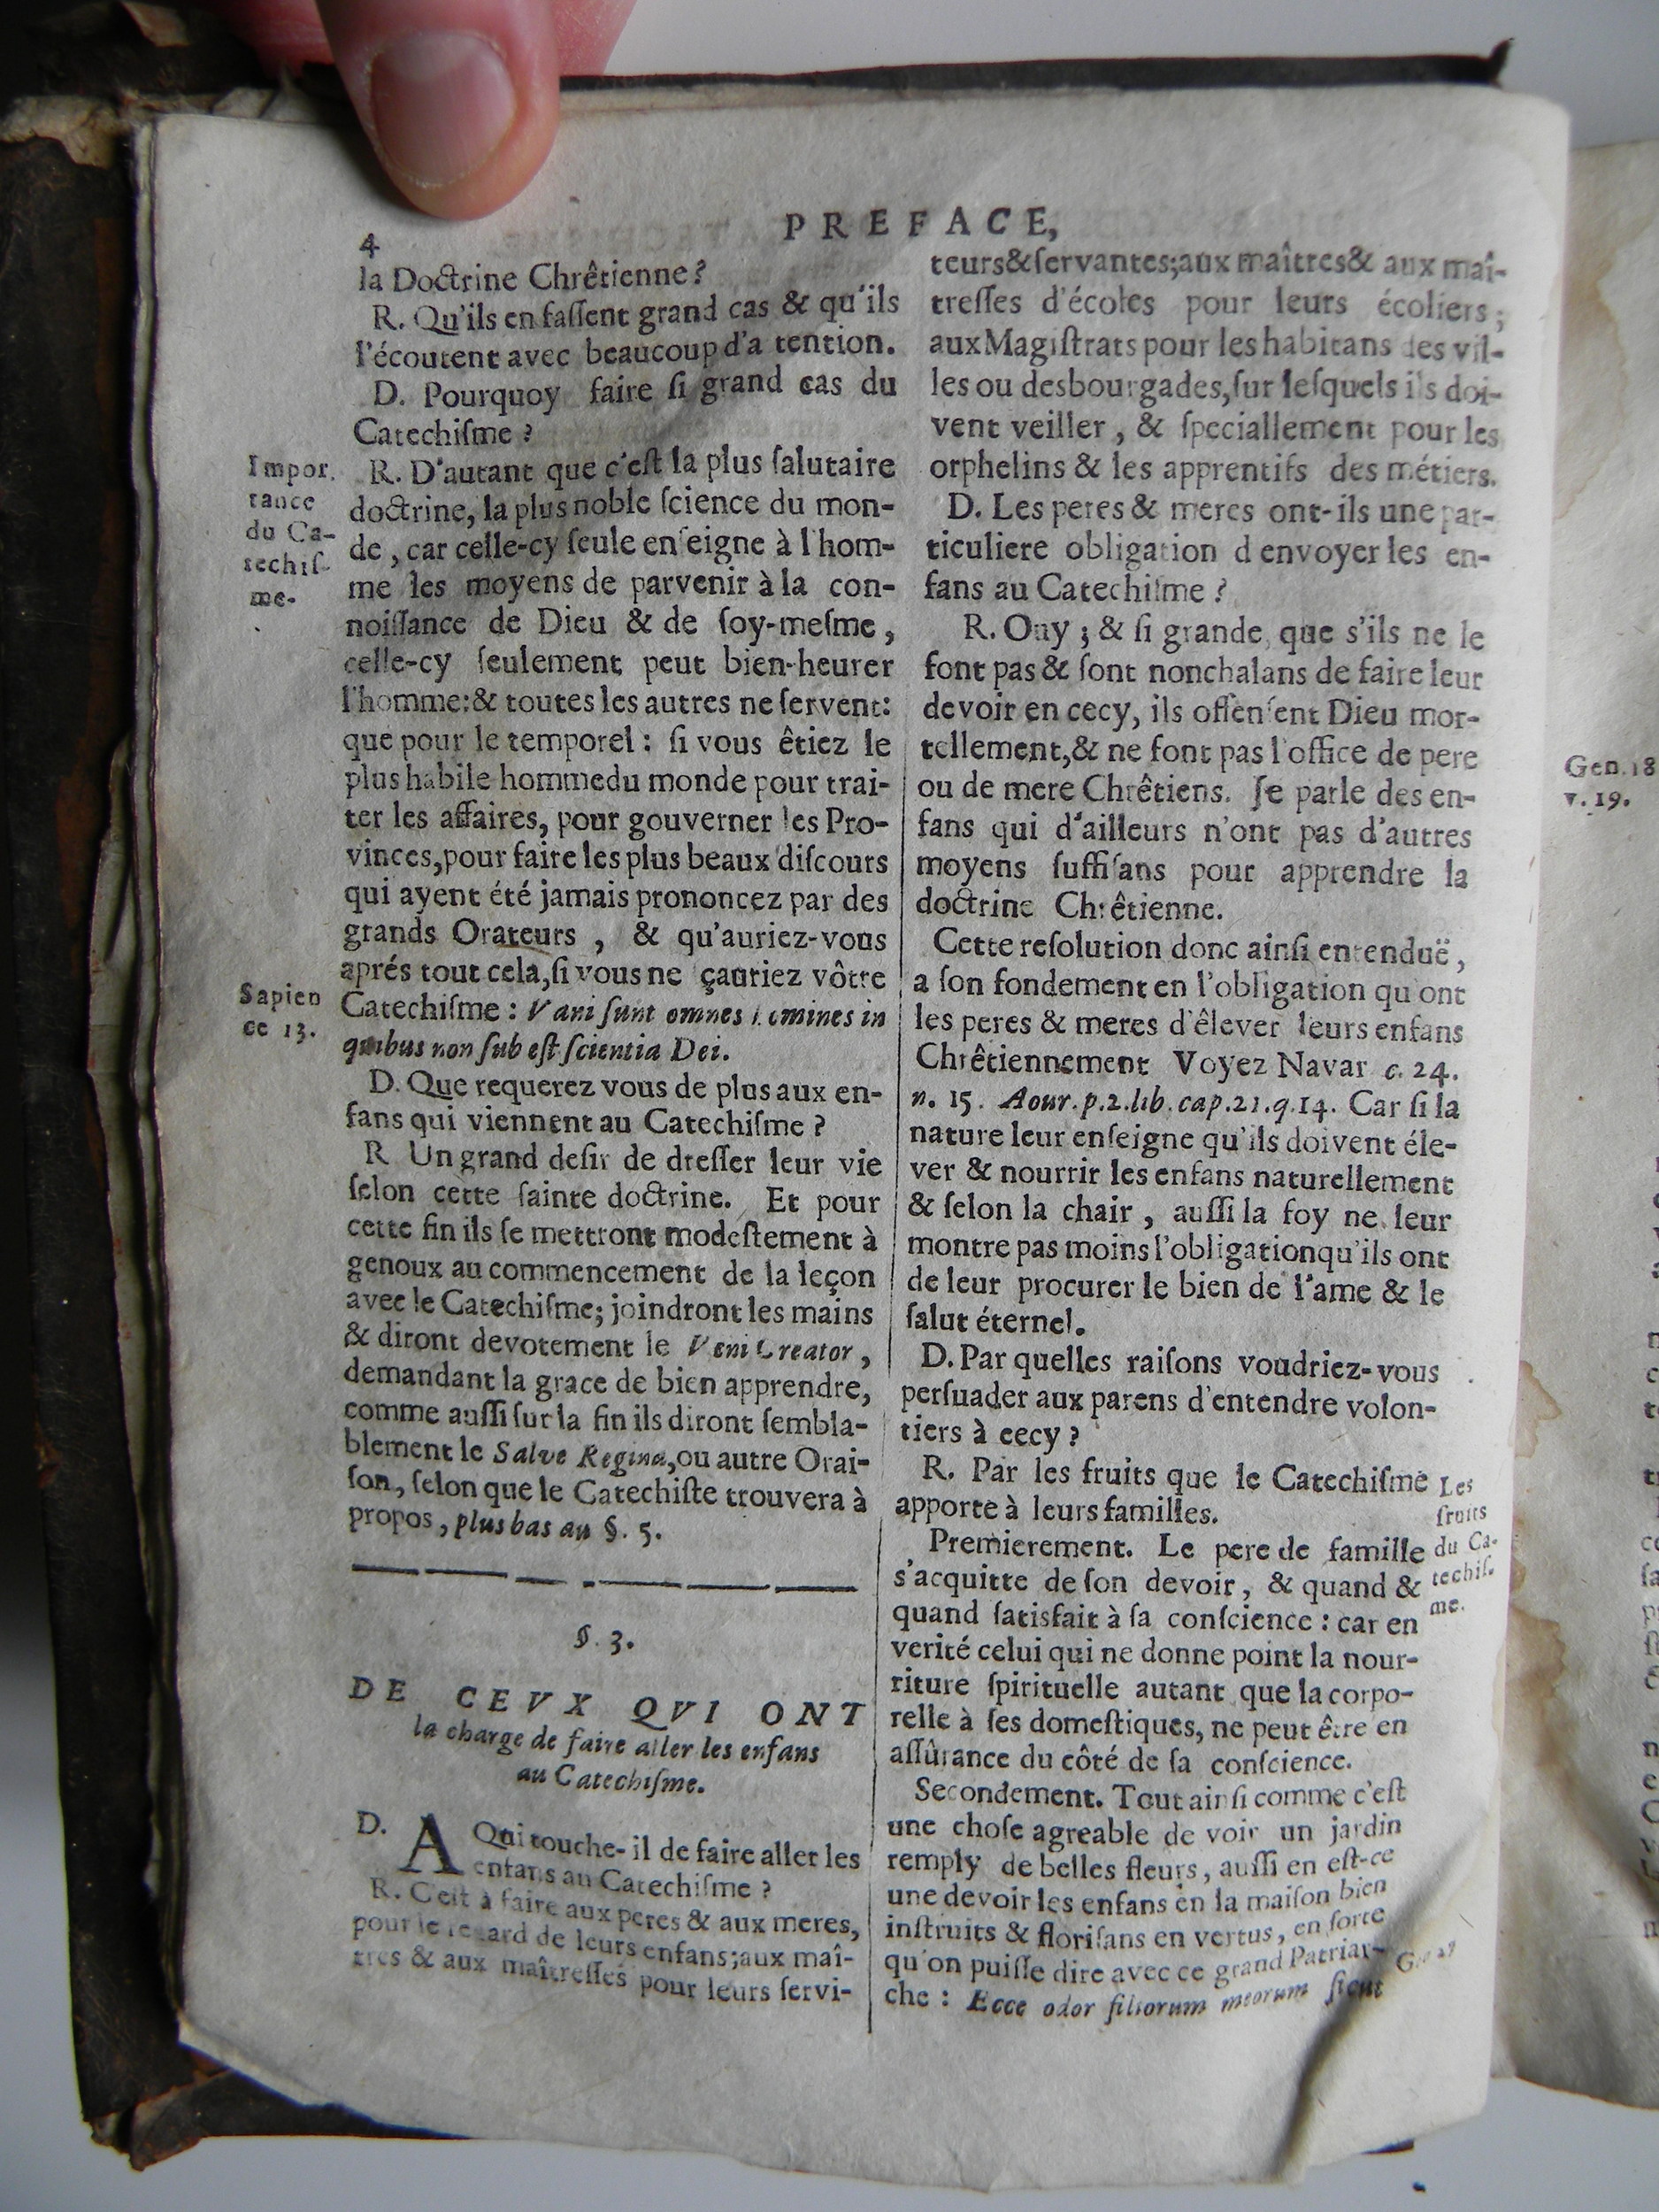 4
PREFACE,
la Doctrine Chrêtienne?
R. Qu'ils en faſſent grand cas & qu'ils
l'écoutent avec beaucoup d'a tention.
D. Pourquoy faire ſi grand cas du
Catechiſme ?
Impor.
tance
du Ca-
techiſ-
me.
R. D'autant que c'eſt la plus ſalutaire
doctrine, la plus noble ſcience du mon-
de, car celle-cy ſeule enſeigne à l'hom-
me les moyens de parvenir à la con-
noiſſance de Dieu & de ſoy-meſme,
celle-cy ſeulement peut bien-heurer
l'homme:& toutes les autres ne ſervent:
que pour le temporel : ſi vous êtiez le
plus habile homme du monde pour trai-
ter les affaires, pour gouverner les Pro-
vinces, pour faire les plus beaux diſcours
qui ayent été jamais prononcez par des
grands Orateurs , & qu'auriez-vous
aprés tout cela, ſi vous ne çauriez vôtre
Sapien
ce 13.
Catechiſme : Vani ſunt omnes homines in
quibus non ſub eſt ſcientia Dei.
D. Que requerez vous de plus aux en-
fans qui viennent au Catechiſme ?
R Un grand deſir de dreſſer leur vie
ſelon cette ſainte doctrine. Et pour
cette fin ils ſe mettront modeſtement à
genoux au commencement de la leçon
avec le Catechiſme; joindront les mains
& diront devotement le Veni Creator,
demandant la grace de bien apprendre,
comme auſſi ſur la fin ils diront ſembla-
blement le Salve Regina, ou autre Orai-
ſon, ſelon que le Catechiſte trouvera à
propos, plus bas au §. 5.
§. 3.
DE CEVX QVI ONT
la charge de faire aller les enfans
au Catechiſme.
D. A Qui touche-il de faire aller les
enfans au Catechiſme ?
R. C'eſt à faire aux peres & aux meres,
pour le regard de leurs enfans; aux maî-
tres & aux maîtreſſes pour leurs ſervi-
teurs& ſervantes; aux maîtres & aux maî-
treſſes d'écoles pour leurs écoliers;
aux Magiſtrats pour les habitans des vil-
les ou des bourgades, ſur leſquels ils doi-
vent veiller, & ſpeciallement pour les
orphelins & les apprentifs des métiers.
D. Les peres & meres ont-ils une par-
ticuliere obligation d envoyer les en-
fans au Catechiſme ?
R. Ouy ; & ſi grande que s'ils ne le
font pas & ſont nonchalans de faire leur
devoir en cecy, ils offenſent Dieu mor-
tellement, & ne font pas l'office de pere
ou de mere Chrêtiens. Je parle des en-
fans qui d'ailleurs n'ont pas d'autres
moyens ſuffiſans pour apprendre la
doctrine Chrêtienne.
Cette reſolution donc ainſi entenduë,
a ſon fondement en l'obligation qu'ont
les peres & meres d'êlever leurs enfans
Chrêtiennement Voyez Navar c. 24.
n. 15. Aour. p. 2. lib. cap. 21. q. 14. Car ſi la
nature leur enſeigne qu'ils doivent éle-
ver & nourrir les enfans naturellement
& ſelon la chair, auſſi la foy ne leur
montre pas moins l'obligation qu'ils ont
de leur procurer le bien de l'ame & le
ſalut éternel.
D. Par quelles raiſons voudriez-vous
perſuader aux parens d'entendre volon-
tiers à cecy ?
R. Par les fruits que le Catechiſme
apporte à leurs familles.
Les
fruits
du Ca-
techiſ-
me.
Premierement. Le pere de famille
s'acquitte de ſon devoir, & quand &
quand ſatisfait à ſa conſcience : car en
verité celui qui ne donne point la nour-
riture ſpirituelle autant que la corpo-
relle à ſes domeſtiques, ne peut être en
aſſûrance du côté de ſa conſcience.
Secondement. Tout ainſi comme c'eſt
une choſe agreable de voir un jardin
remply de belles fleurs, auſſi en eſt-ce
une de voir les enfans en la maiſon bien
inſtruits & floriſans en vertus, en ſorte
qu'on puiſſe dire avec ce grand Patriar-
che : Ecce odor filiorum meorum ſicut
Gen. 18
v. 19.